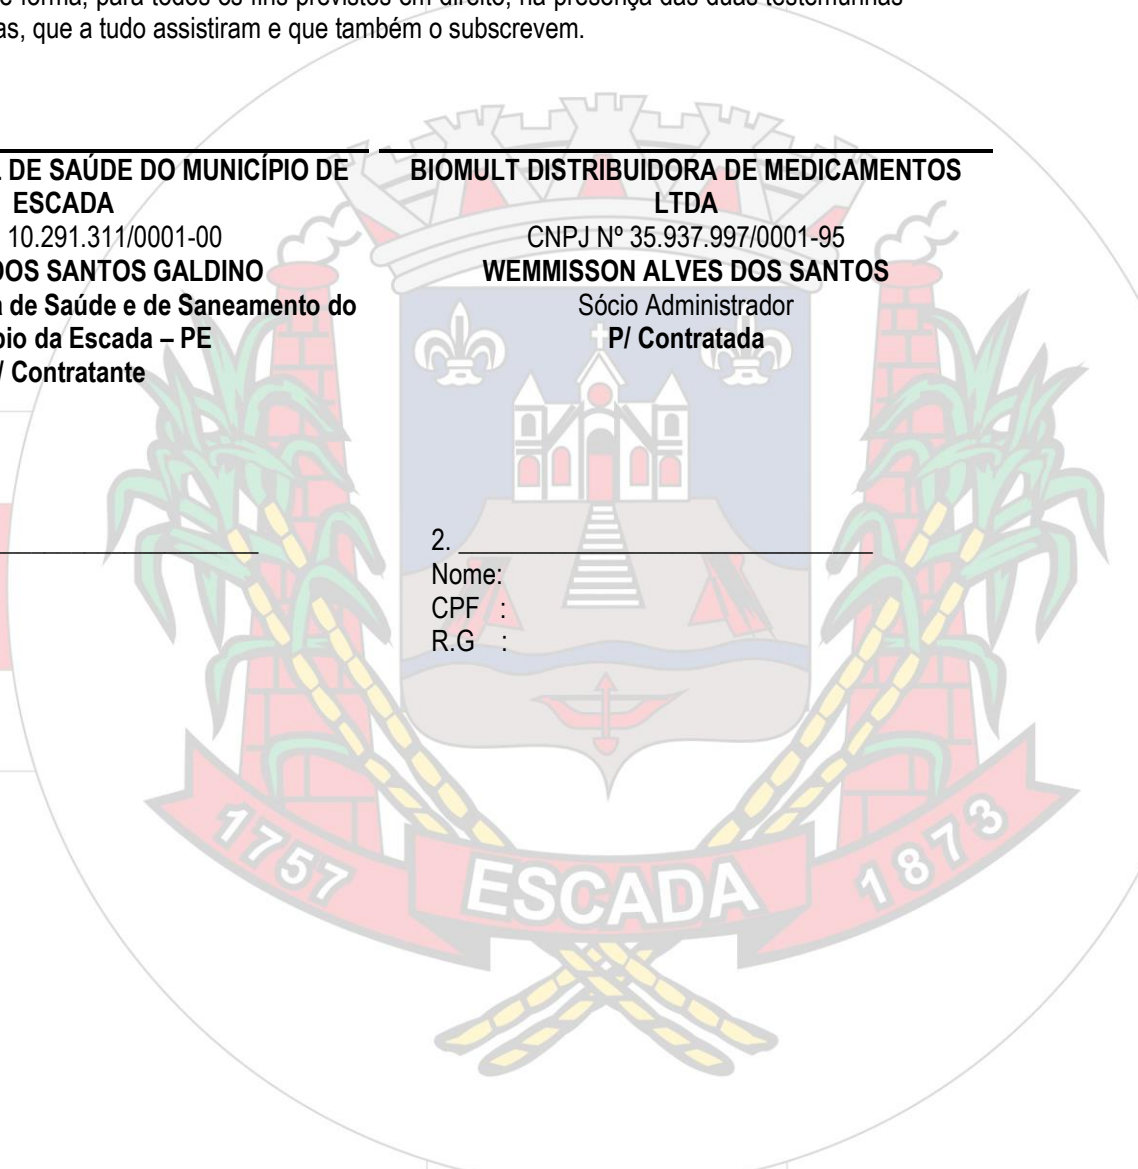 forma, para todos os fins previstos em direito, na presença das duas testemunhas
as, que a tudo assistiram e que também o subscrevem.
DE SAÚDE DO MUNICÍPIO DE
ESCADA
10.291.311/0001-00
DOS SANTOS GALDINO
de Saúde e de Saneamento do
pio da Escada – PE
/ Contratante
BIOMULT DISTRIBUIDORA DE MEDICAMENTOS
LTDA
CNPJ Nº 35.937.997/0001-95
WEMMISSON ALVES DOS SANTOS
Sócio Administrador
P/ Contratada
2. ______________________________
Nome:
CPF :
R.G :
1757
ESCADA
1873